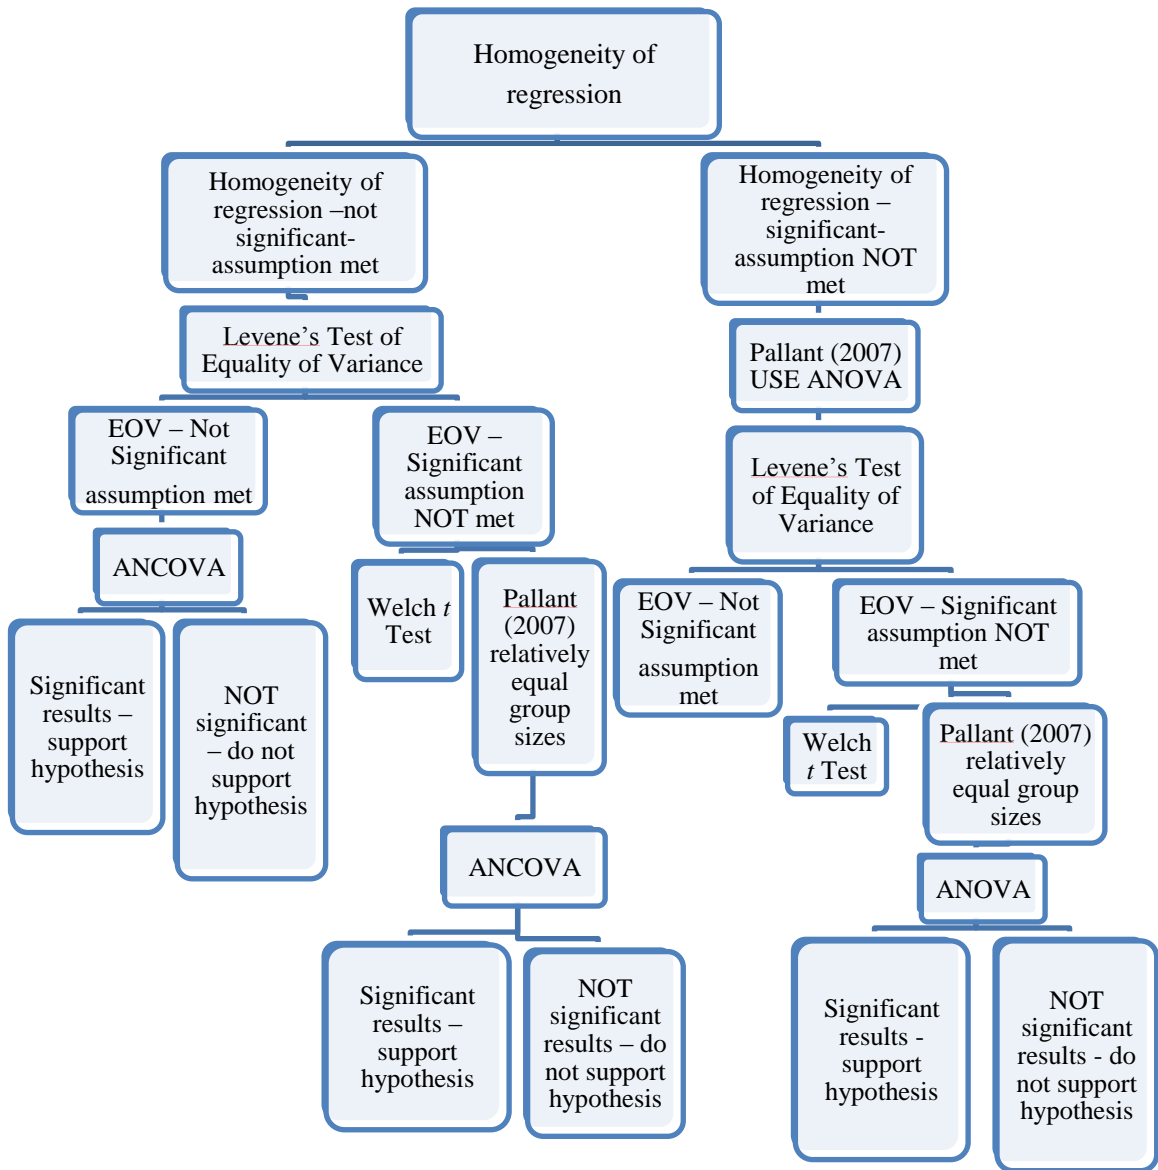 Homogeneity of
regression
Homogeneity of
regression –not
significant-
assumption met
Homogeneity of
regression –
significant-
assumption NOT
met
Levene's Test of
Equality of Variance
Pallant (2007)
USE ANOVA
EOV – Not
Significant
assumption met
EOV –
Significant
assumption
NOT met
Levene's Test
of Equality of
Variance
ANCOVA
Welch t
Test
Pallant
(2007)
relatively
equal
group
sizes
EOV – Not
Significant
assumption
met
EOV – Significant
assumption NOT
met
Significant
results –
support
hypothesis
NOT
significant
– do not
support
hypothesis
Welch
t Test
Pallant (2007)
relatively
equal group
sizes
ANCOVA
ANOVA
Significant
results –
support
hypothesis
NOT
significant
results – do
not support
hypothesis
Significant
results -
support
hypothesis
NOT
significant
results - do
not support
hypothesis